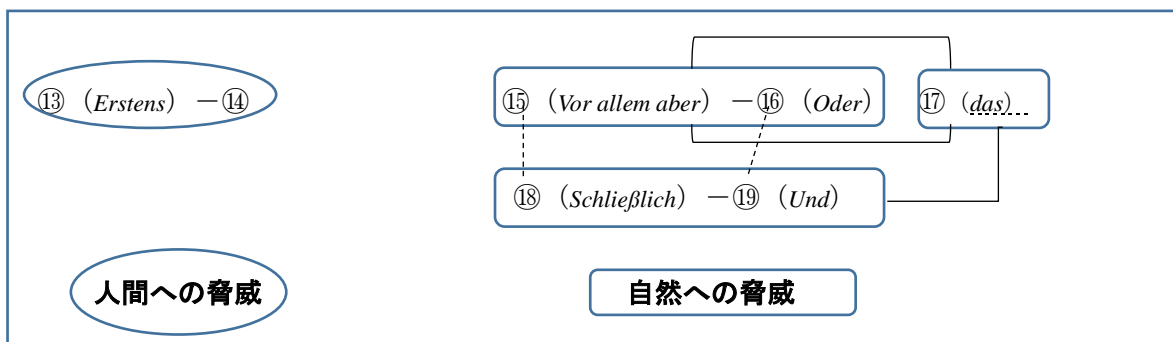 ⑬ (Erstens) －⑭ ⑮ (Vor allem aber) －⑯ (Oder) ⑰ (das)
⑱ (Schließlich) －⑲ (Und)
人間への脅威 自然への脅威